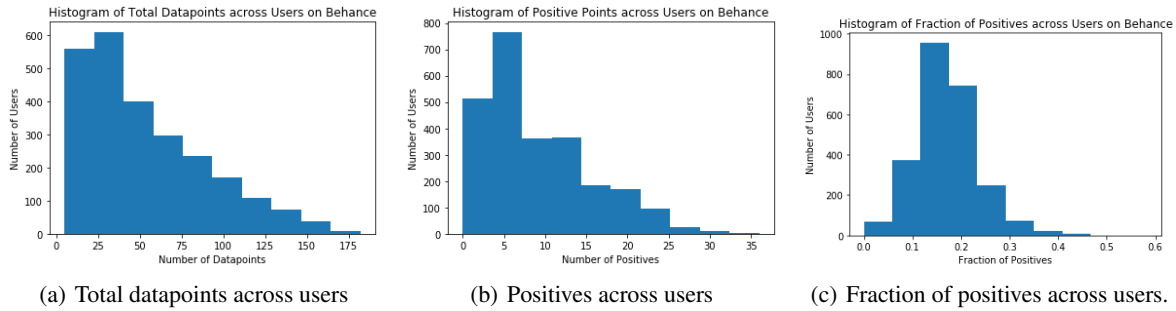 Histogram of Total Datapoints across Users on Behance
600
500
400
300
200
100
0
Number of Users
0 25 50 75 100 125 150 175
Number of Datapoints
(a) Total datapoints across users
Histogram of Positive Points across Users on Behance
800
700
600
500
400
300
200
100
0
Number of Users
0 5 10 15 20 25 30 35
Number of Positives
(b) Positives across users
Histogram of Fraction of Positives across Users on Behance
1000
800
600
400
200
0
Number of Users
0.0 0.1 0.2 0.3 0.4 0.5 0.6
Fraction of Positives
(c) Fraction of positives across users.